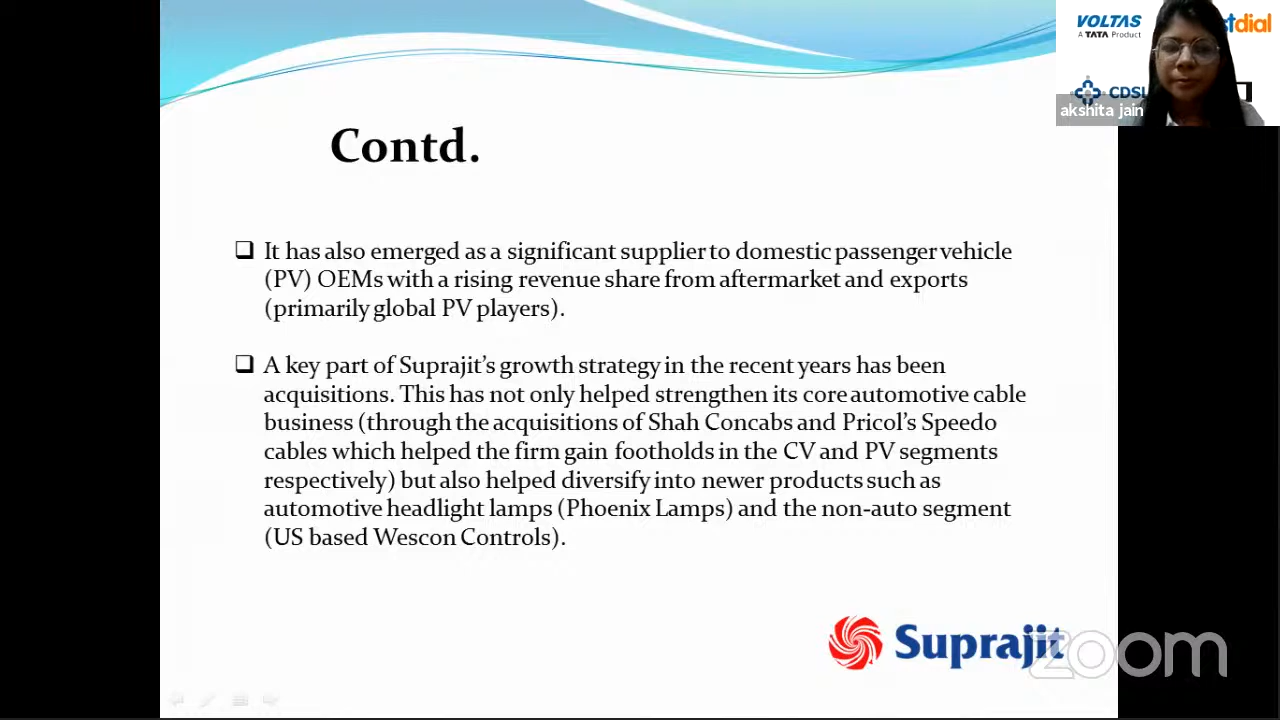 VOLTAS
A TATA Product
tdial
CDSL
akshita jain
Contd.
❑ It has also emerged as a significant supplier to domestic passenger vehicle
(PV) OEMs with a rising revenue share from aftermarket and exports
(primarily global PV players).
❑ A key part of Suprajit's growth strategy in the recent years has been
acquisitions. This has not only helped strengthen its core automotive cable
business (through the acquisitions of Shah Concabs and Pricol's Speedo
cables which helped the firm gain footholds in the CV and PV segments
respectively) but also helped diversify into newer products such as
automotive headlight lamps (Phoenix Lamps) and the non-auto segment
(US based Wescon Controls).
Suprajit
zoom